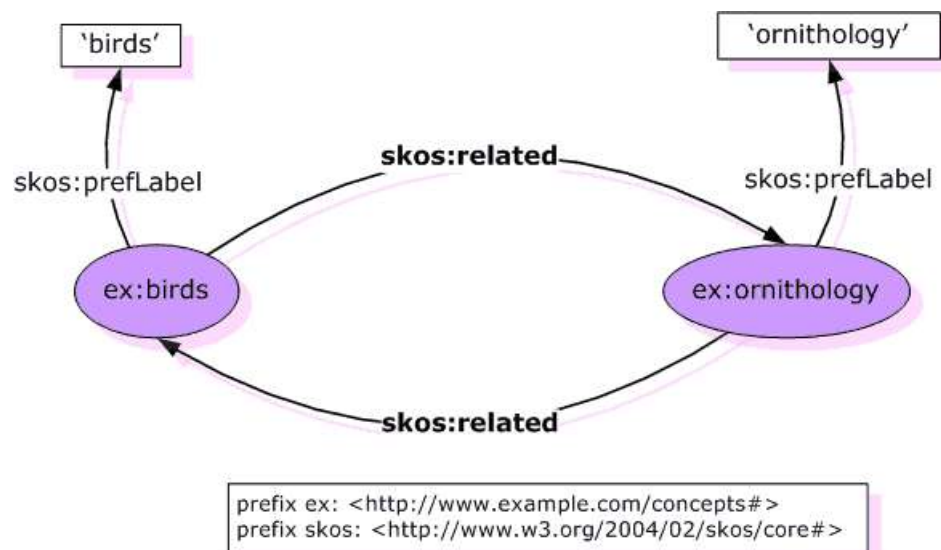 ‘birds’
‘ornithology’
skos:related
skos:prefLabel
skos:prefLabel
ex:birds
ex:ornithology
skos:related
prefix ex: <http://www.example.com/concepts#>
prefix skos: <http://www.w3.org/2004/02/skos/core#>